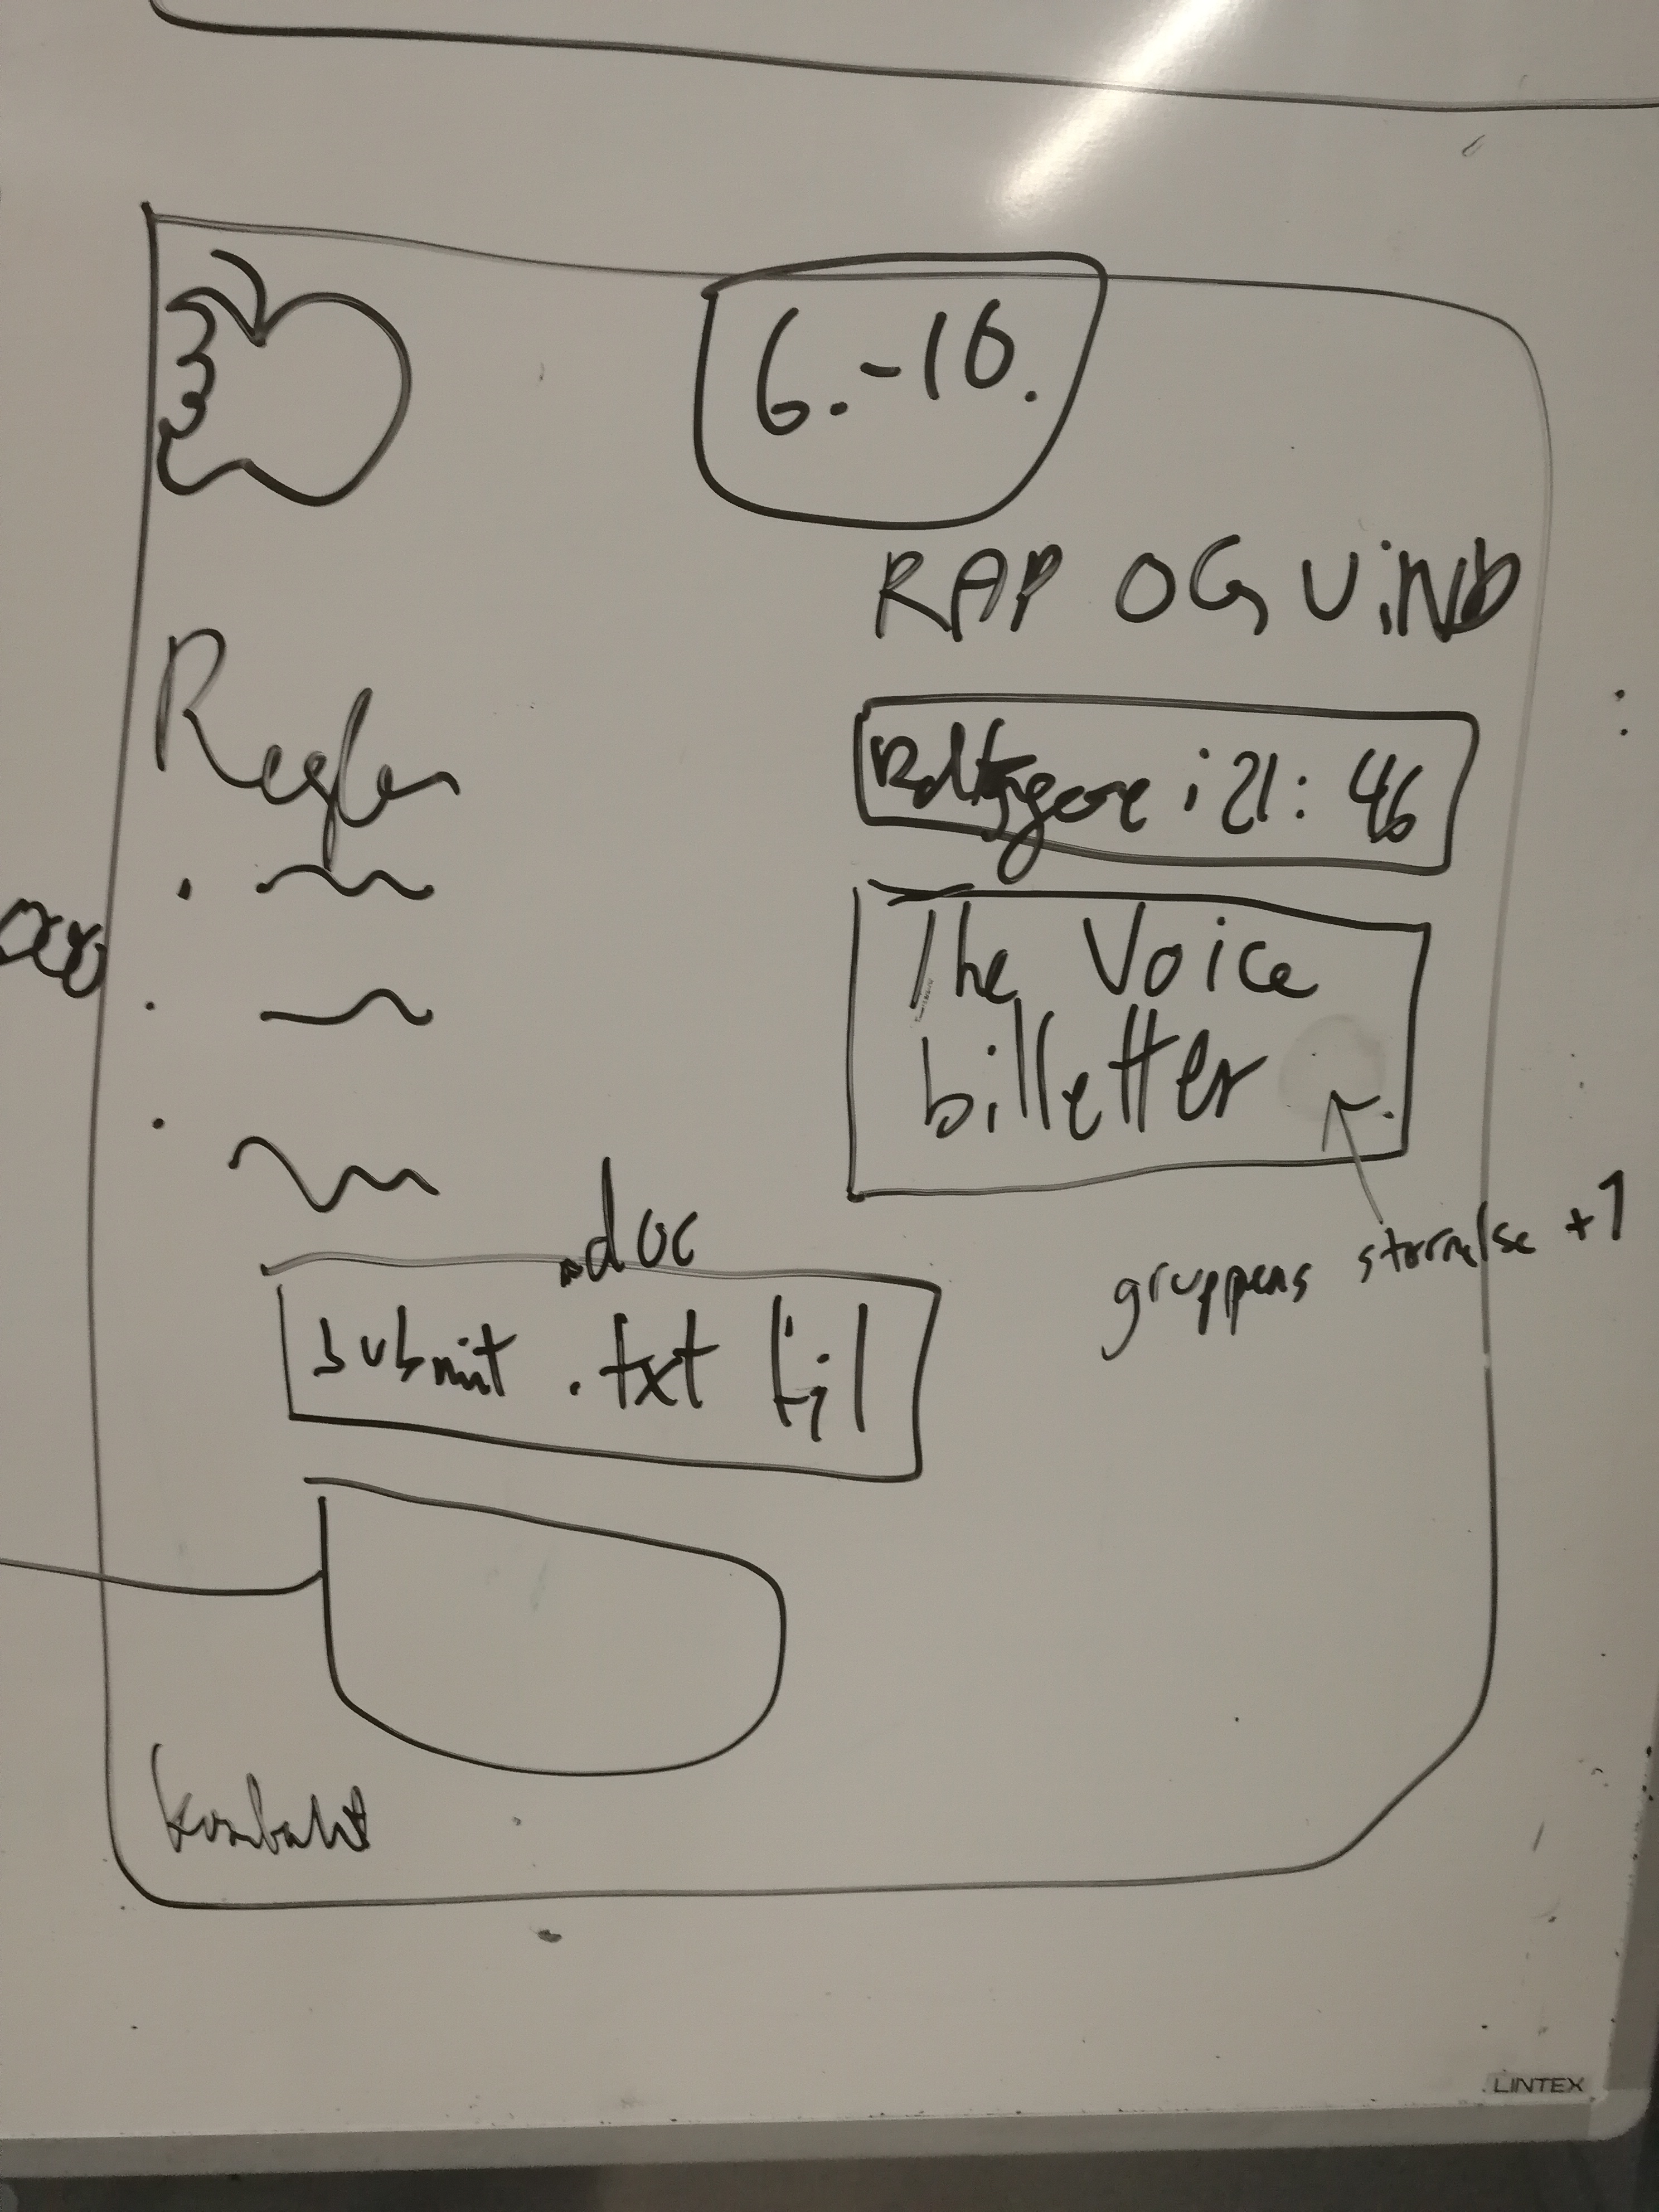 6.-10.
RAP OG VIND
Regler
: 21: 46
The Voice
billetter
gruppens størrelse +1
.doc
submit .txt fil
kontakt
LINTEX